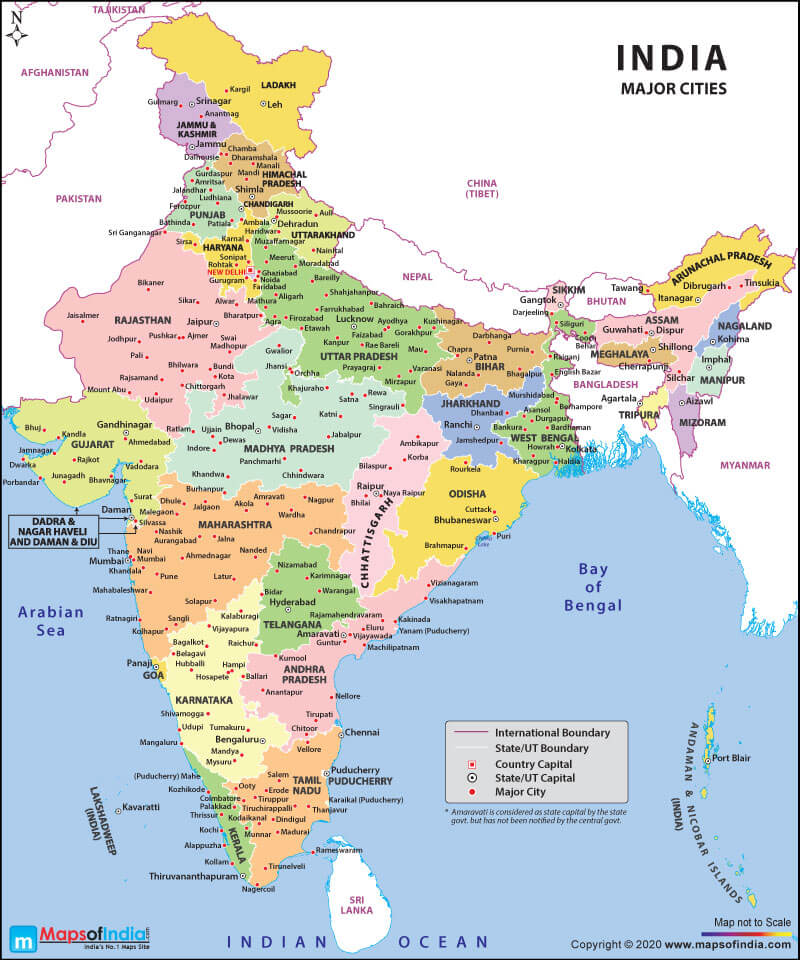 N
TAJIKISTAN
INDIA
MAJOR CITIES
AFGHANISTAN
LADAKH
Kargil
Gulmarg
Srinagar
Leh
Anantnag
JAMMU &
KASHMIR
Jammu
Chamba
Dalhousie
Dharamshala
Manali
Gurdaspur
Mandi
HIMACHAL
PRADESH
Amritsar
Jalandhar
Shimla
PAKISTAN
CHINA
(TIBET)
Ludhiana
Ferozpur
CHANDIGARH
PUNJAB
Mussoorie
Auli
Bathinda
Patiala
Ambala
Dehradun
Sri Ganganagar
Haridwar
UTTARAKHAND
Sirsa
Karnal
Muzaffarnagar
HARYANA
Nainital
Sonipat
Meerut
Rohtak
Moradabad
NEW DELHI
Ghaziabad
NEPAL
Gurugram
Noida
Bareilly
Faridabad
Bikaner
Sikar
Alwar
Mathura
Aligarh
Shahjahanpur
Bahraich
Bharatpur
Farrukhabad
Jaisalmer
RAJASTHAN
Jaipur
Agra
Firozabad
Lucknow
Ayodhya
Kushinagar
Etawah
Faizabad
Gorakhpur
Jodhpur
Pushkar
Ajmer
Sawai
Madhopur
Kanpur
Rae Bareli
Darbhanga
Pali
Gwalior
UTTAR PRADESH
Mau
Chapra
Patna
Purnia
Bhilwara
Bundi
Jhansi
Prayagraj
Varanasi
Nalanda
BIHAR
Rajsamand
Kota
Orchha
Mirzapur
Gaya
Bhagalpur
Mount Abu
Chittorgarh
Khajuraho
Udaipur
Jhalawar
Satna
Rewa
Singrauli
SIKKIM
Gangtok
Darjeeling
BHUTAN
Tawang
ARUNACHAL PRADESH
Dibrugarh
Tinsukia
Itanagar
ASSAM
Siliguri
Guwahati
Dispur
NAGALAND
Cooch
Behar
Kohima
Raiganj
MEGHALAYA
Shillong
Imphal
English Bazar
Cherrapunji
Silchar
MANIPUR
BANGLADESH
Agartala
Aizawl
TRIPURA
MIZORAM
MYANMAR
Murshidabad
Berhampore
JHARKHAND
Dhanbad
Asansol
Durgapur
Ranchi
Bankura
Bardheman
Jamshedpur
WEST BENGAL
Howrah
Kolkata
Kharagpur
Haldia
Bhuj
Kandla
Gandhinagar
Ratlam
Ujjain
Bhopal
Sagar
Katni
Ambikapur
GUJARAT
Ahmedabad
Dewas
Vidisha
Jabalpur
Korba
Jamnagar
Rajkot
Indore
MADHYA PRADESH
Bilaspur
Rourkela
Dwarka
Vadodara
Panchmarhi
Porbandar
Junagadh
Bhavnagar
Khandwa
Chhindwara
Raipur
ODISHA
Surat
Burhanpur
Bhilai
Naya Raipur
Daman
Dhule
Amravati
Nagpur
Cuttack
Malegaon
Jalgaon
Akola
Bhubaneswar
DADRA &
NAGAR HAVELI
AND DAMAN & DIU
Silvassa
MAHARASHTRA
Wardha
CHHATTISGARH
Puri
Nashik
Chandrapur
Chilika
Lake
Aurangabad
Jalna
Brahmapur
Thane
Navi
Mumbai
Ahmednagar
Nanded
Mumbai
Nizamabad
Khandala
Pune
Latur
Karimnagar
Vizianagaram
Mahabaleshwar
Bidar
Warangal
Visakhapatnam
Bay
of
Bengal
Arabian
Sea
Solapur
Hyderabad
Kalaburagi
TELANGANA
Rajamahendravaram
Kakinada
Ratnagiri
Sangli
Vijayapura
Amaravati
Eluru
Yanam (Puducherry)
Kolhapur
Bagalkot
Raichur
Guntur
Vijayawada
Machilipatnam
Belagavi
Kurnool
Panaji
Hubballi
Hampi
ANDHRA
PRADESH
GOA
Hosapete
Ballari
KARNATAKA
Anantapur
Nellore
Shivamogga
Tirupati
Udupi
Tumakuru
Chitoor
Chennai
Mangaluru
Bengaluru
Vellore
Mandya
Mysuru
(Puducherry) Mahe
Salem
TAMIL
NADU
Puducherry
PUDUCHERRY
Kozhikode
Ooty
Erode
Coimbatore
Tiruppur
Karaikal (Puducherry)
Palakkad
Tiruchirappalli
Thanjavur
Thrissur
Kodaikanal
Dindigul
Kochi
Munnar
Madurai
Alappuzha
KERALA
Rameswaram
Kollam
Tirunelveli
Thiruvananthapuram
Nagercoil
Kavaratti
LAKSHADWEEP
(INDIA)
SRI
LANKA
International Boundary
State/UT Boundary
Country Capital
State/UT Capital
Major City
* Amaravati is considered as state capital by the state
govt. but has not been notified by the central govt.
Port Blair
ANDAMAN & NICOBAR ISLANDS
(INDIA)
INDIAN OCEAN
m MapsofIndia.com
India's No. 1 Maps Site
Map not to Scale
Copyright © 2020 www.mapsofindia.com